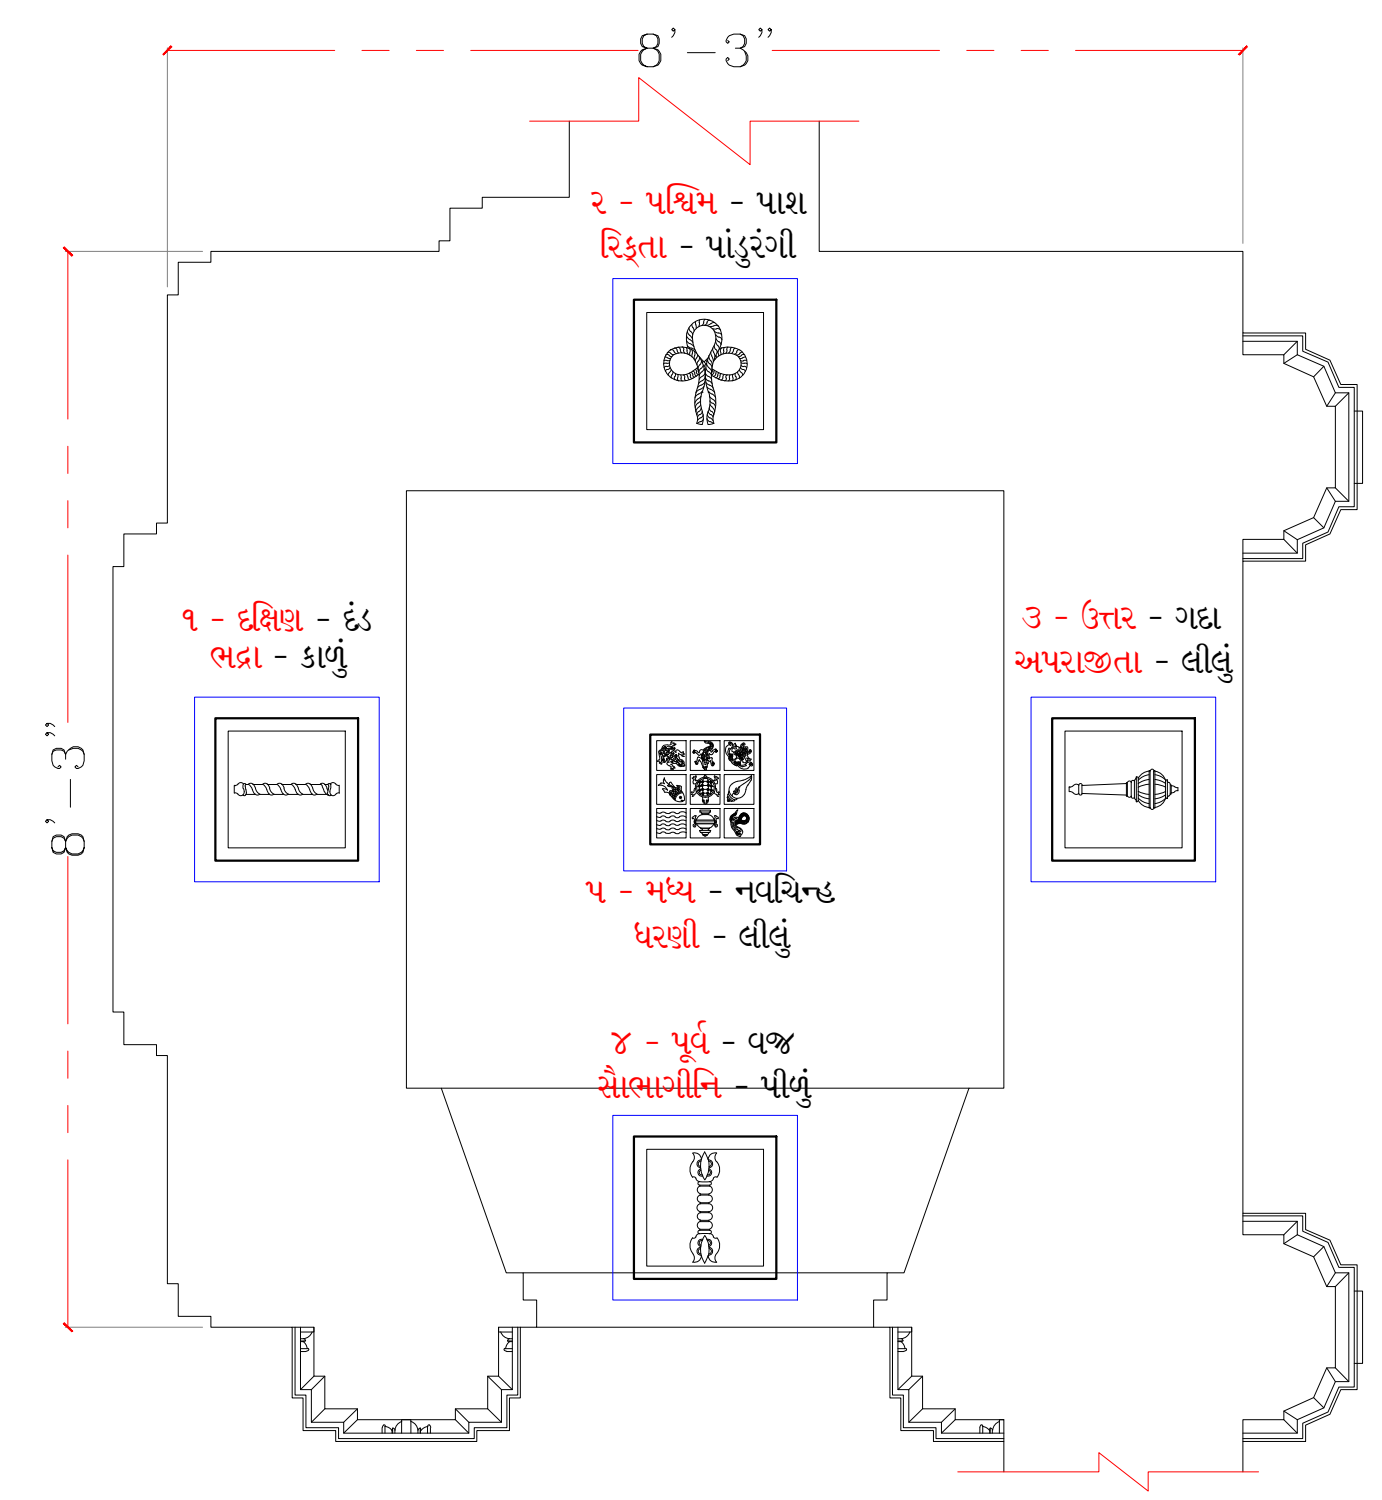 8'-3"
૨ - પશ્ચિમ - પાશ
રિક્તા - પાંડુરંગી
૧ - દક્ષિણ - દંડ
ભદ્રા - કાળું
૩ - ઉત્તર - ગદા
અપરાજીતા - લીલું
8'-3"
૫ - મધ્ય - નવચિન્હ
ધરણી - લીલું
૪ - પૂર્વ - વજ્ર
સૌભાગીનિ - પીળું